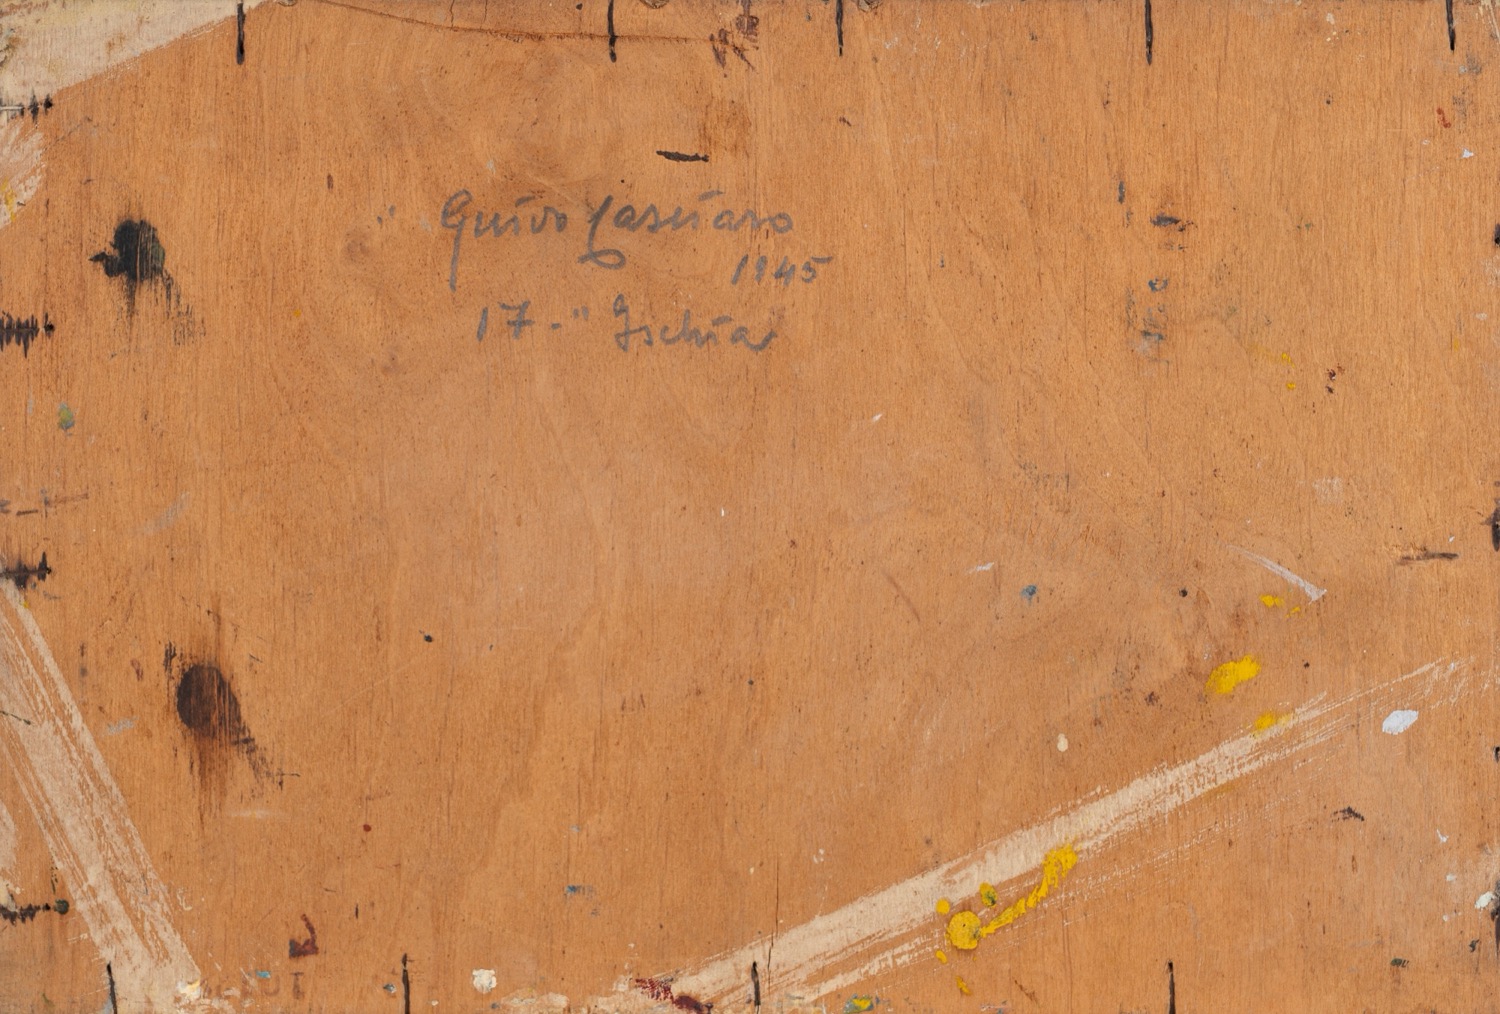 Guido Casciaro
1945
17.-" Ischia